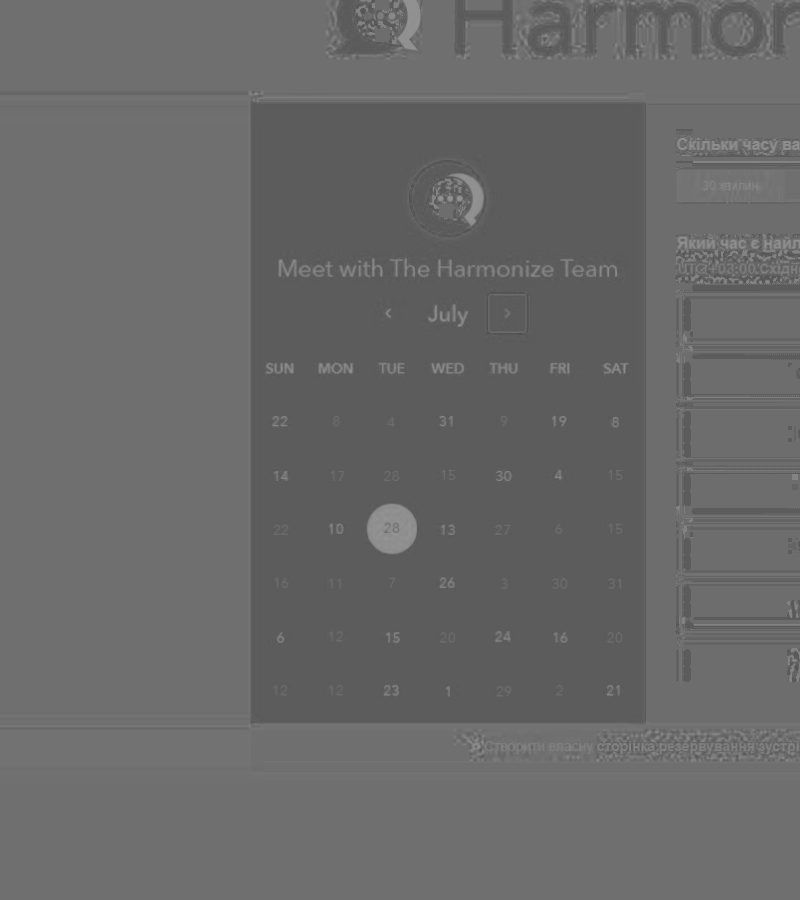 Harmon
Meet with The Harmonize Team
‹ July ›
SUN MON TUE WED THU FRI SAT
22 8 4 31 9 19 8
14 17 28 15 30 4 15
22 10 28 13 27 6 15
16 11 7 26 3 30 31
6 12 15 20 24 16 20
12 12 23 1 29 2 21
Скільки часу ва
30 хвилин
Який час є найл
UTC+03:00 Східн
Створити власну сторінка резервування зустрі